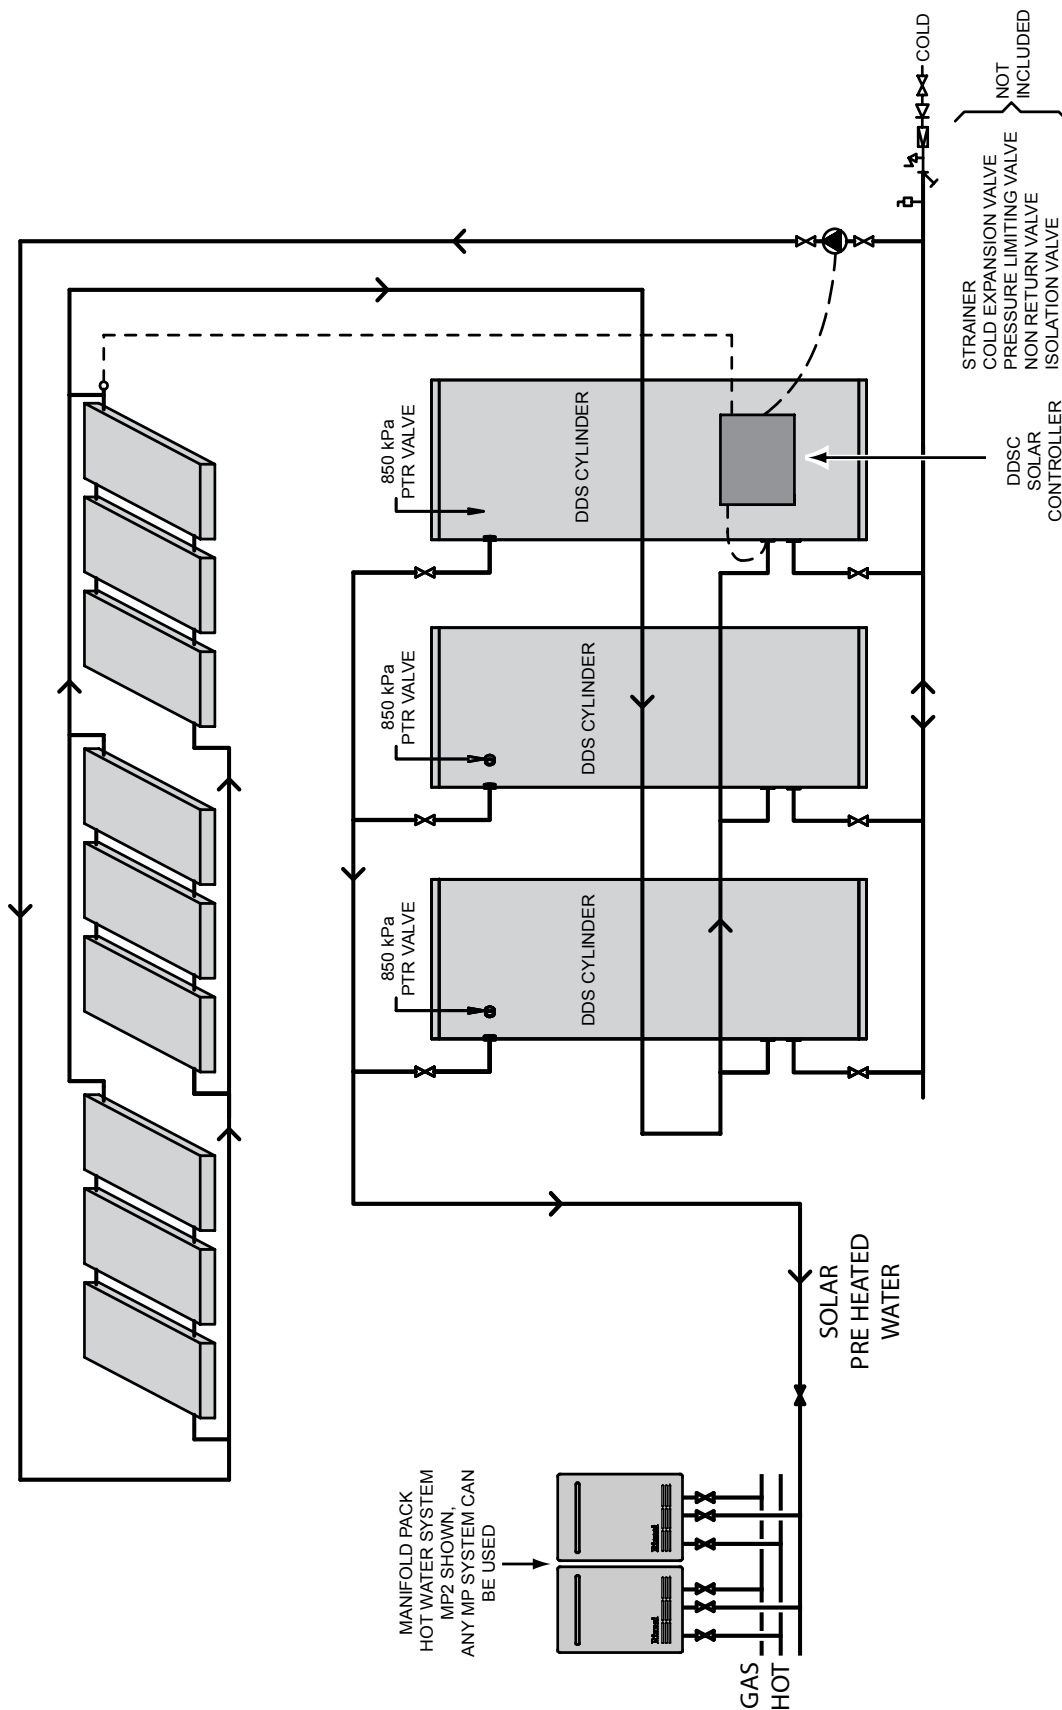 MANIFOLD PACK
HOT WATER SYSTEM
MP2 SHOWN,
ANY MP SYSTEM CAN
BE USED
Rinnai
Rinnai
GAS
HOT
SOLAR
PRE HEATED
WATER
850 kPa
PTR VALVE
DDS CYLINDER
850 kPa
PTR VALVE
DDS CYLINDER
850 kPa
PTR VALVE
DDS CYLINDER
DDSC
SOLAR
CONTROLLER
STRAINER
COLD EXPANSION VALVE
PRESSURE LIMITING VALVE
NON RETURN VALVE
ISOLATION VALVE
NOT
INCLUDED
COLD